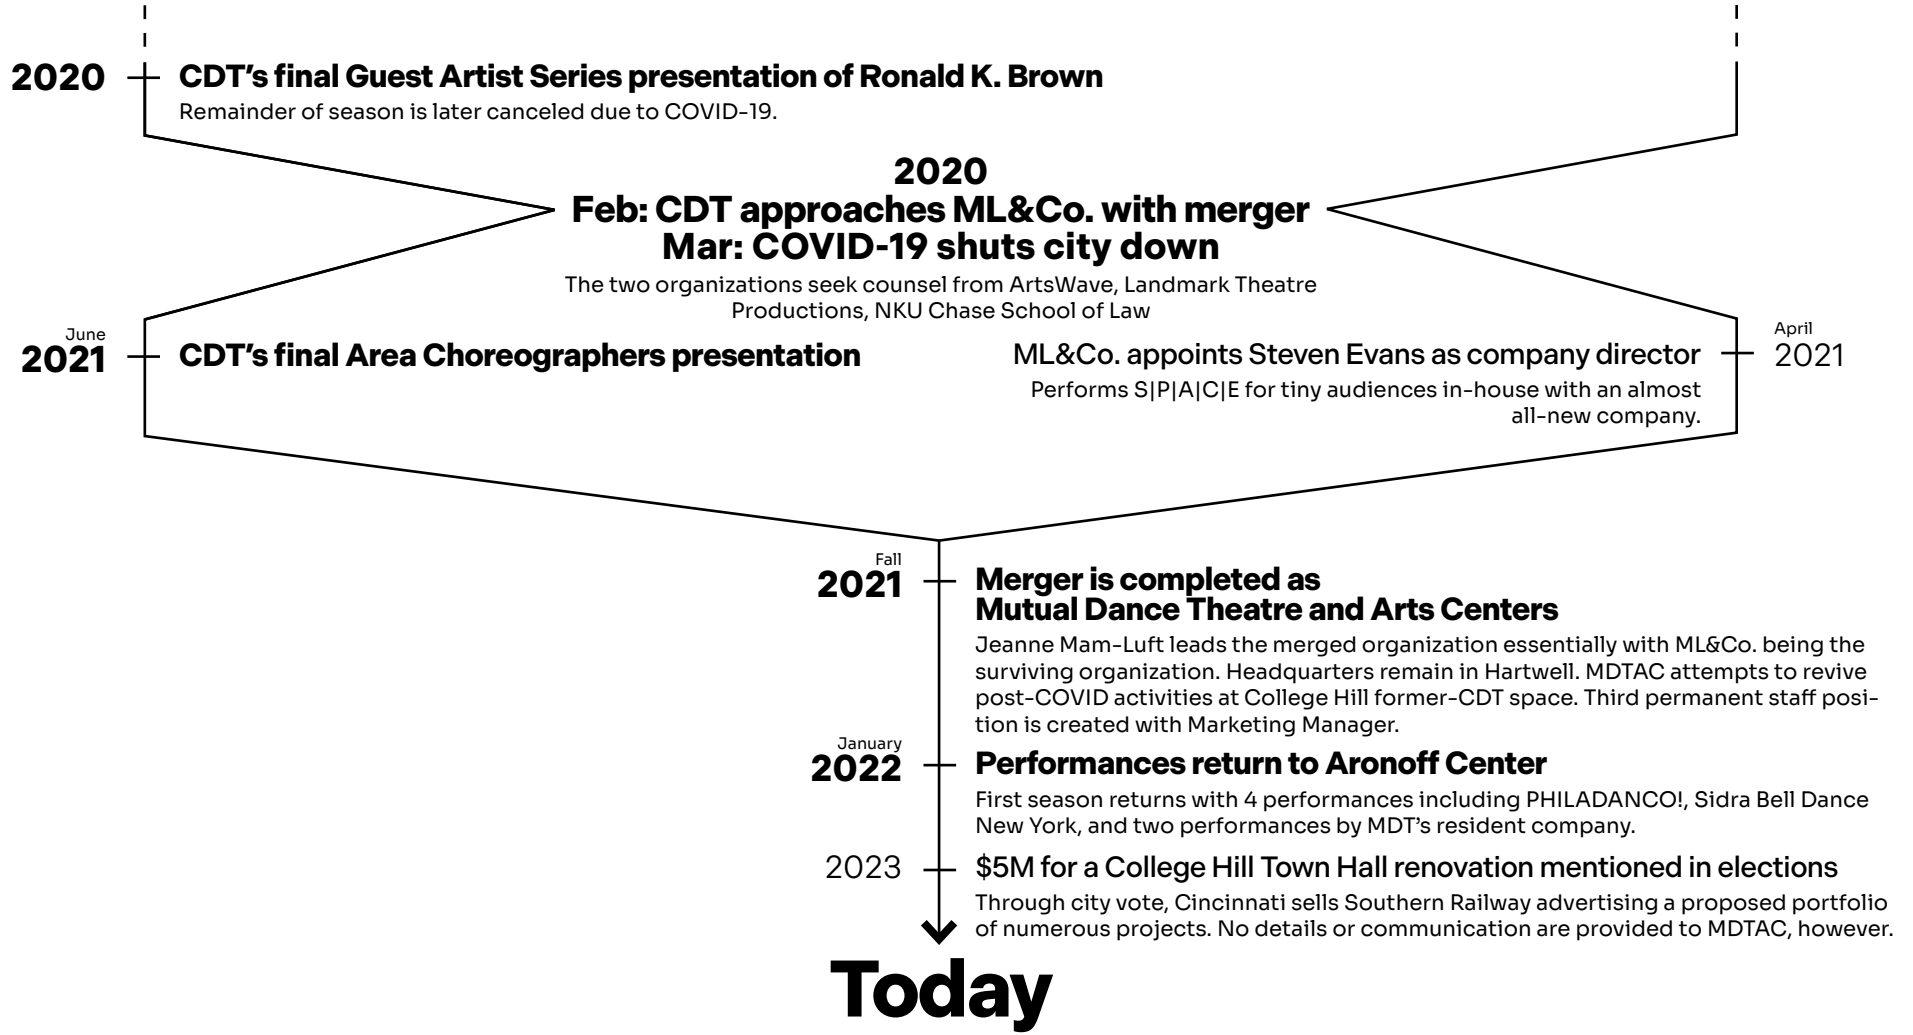 2020
CDT’s final Guest Artist Series presentation of Ronald K. Brown
Remainder of season is later canceled due to COVID-19.
2020
Feb: CDT approaches ML&Co. with merger
Mar: COVID-19 shuts city down
The two organizations seek counsel from ArtsWave, Landmark Theatre
Productions, NKU Chase School of Law
June
2021
CDT’s final Area Choreographers presentation
April
2021
ML&Co. appoints Steven Evans as company director
Performs S|P|A|C|E for tiny audiences in-house with an almost
all-new company.
Fall
2021
Merger is completed as
Mutual Dance Theatre and Arts Centers
Jeanne Mam-Luft leads the merged organization essentially with ML&Co. being the
surviving organization. Headquarters remain in Hartwell. MDTAC attempts to revive
post-COVID activities at College Hill former-CDT space. Third permanent staff posi-
tion is created with Marketing Manager.
January
2022
Performances return to Aronoff Center
First season returns with 4 performances including PHILADANCO!, Sidra Bell Dance
New York, and two performances by MDT’s resident company.
2023
$5M for a College Hill Town Hall renovation mentioned in elections
Through city vote, Cincinnati sells Southern Railway advertising a proposed portfolio
of numerous projects. No details or communication are provided to MDTAC, however.
Today